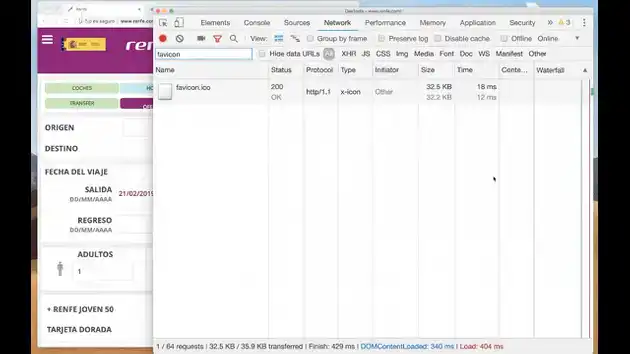 Renfe
DevTools - www.renfe.com/
www.renfe.com
Elements Console Sources Network Performance Memory Application Security » 3
View: Group by frame Preserve log Disable cache Offline Online
favicon Hide data URLs All XHR JS CSS Img Media Font Doc WS Manifest Other
Name Status Protocol Type Initiator Size Time Conte... Waterfall
favicon.ico 200 http/1.1 x-icon Other 32.5 KB 18 ms
OK 32.2 KB 12 ms
renfe
COCHES
TRANSFER
ORIGEN
DESTINO
FECHA DEL VIAJE
SALIDA 21/02/2019
DD/MM/AAAA
REGRESO
DD/MM/AAAA
ADULTOS
1
+ RENFE JOVEN 50
TARJETA DORADA
1 / 64 requests | 32.5 KB / 35.9 KB transferred | Finish: 429 ms | DOMContentLoaded: 340 ms | Load: 404 ms